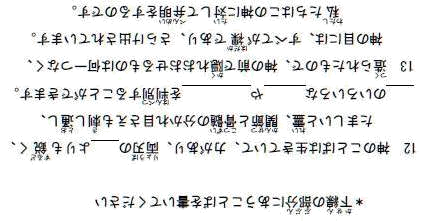 *下線の部分にあうことばを書いてください
12 神のことばは生きていて、力があり、両刃の____よりも鋭く、
たましいと霊、関節と骨髄の分かれ目さえも刺し通し、
____のいろいろな____や____を判別することができます。
13 造られたもので、神の前で隠れおおせるものは何一つなく、
神の目には、すべてが裸であり、さらけ出されています。
私たちはこの神に対して弁明をするのです。